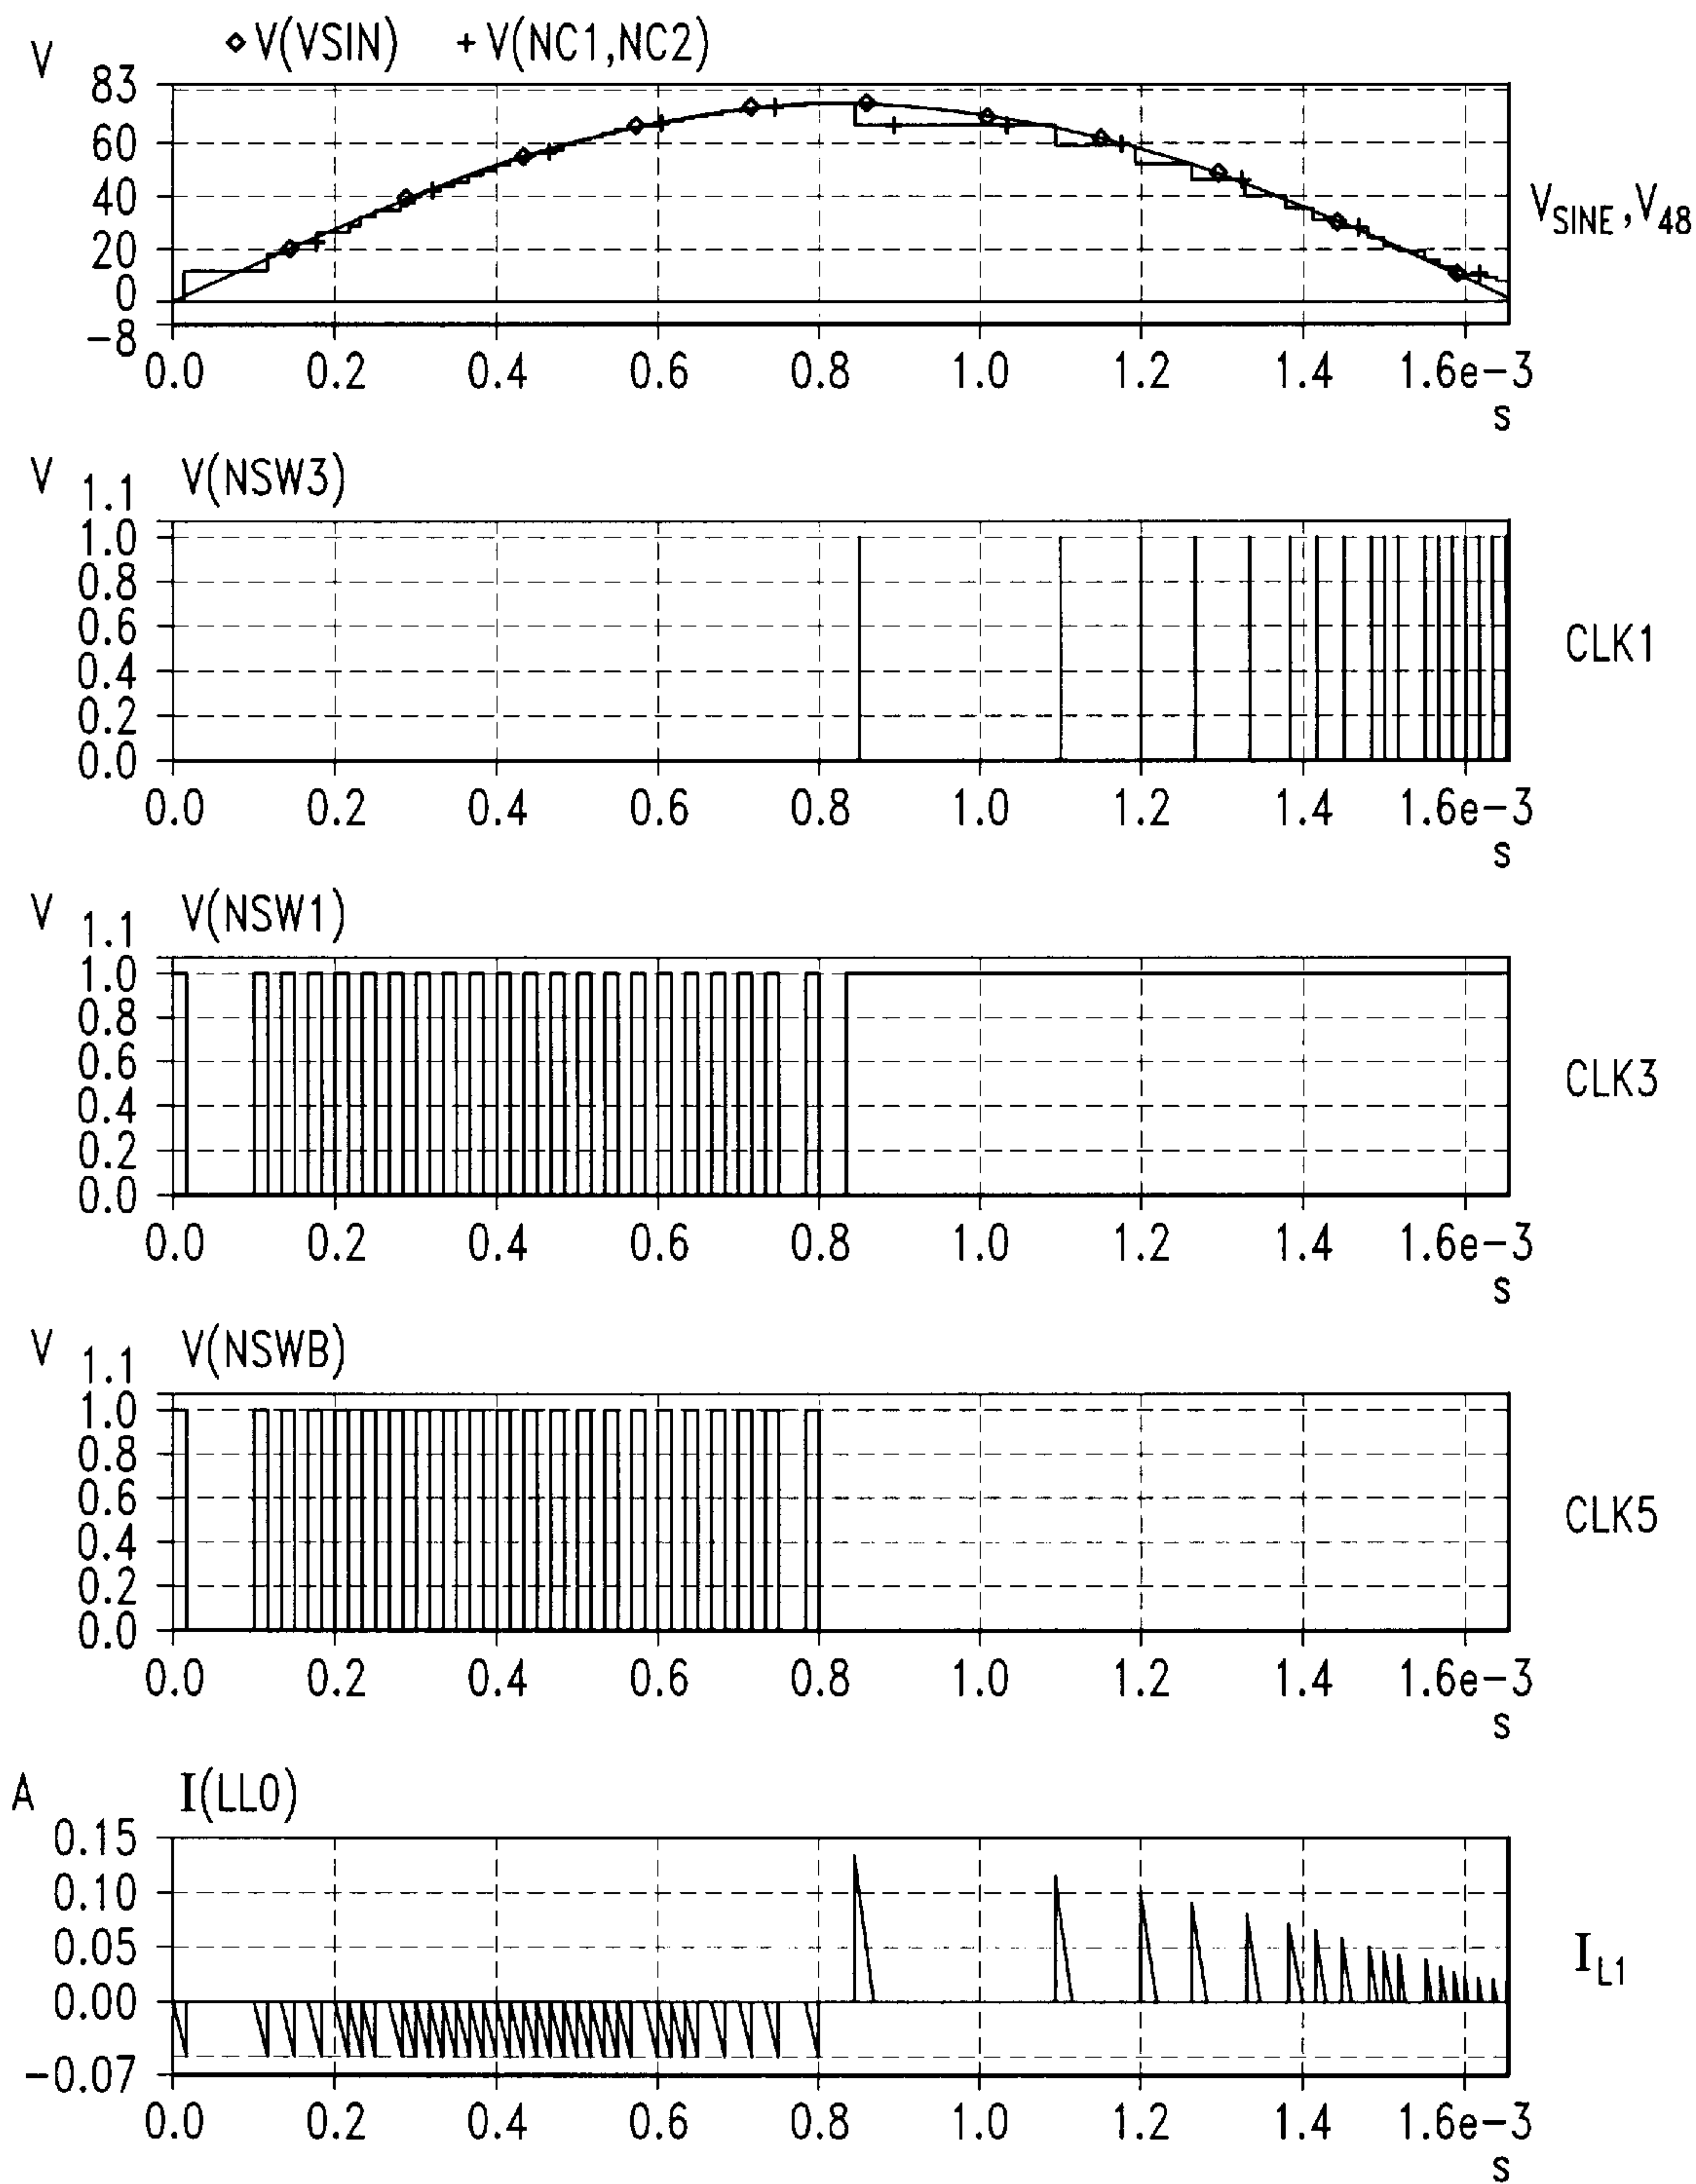 V
◇ V(VSIN) + V(NC1,NC2)
83
60
40
20
0
-8
0.0 0.2 0.4 0.6 0.8 1.0 1.2 1.4 1.6e-3
s
V_SINE, V_48
V
V(NSW3)
1.1
1.0
0.8
0.6
0.4
0.2
0.0
0.0 0.2 0.4 0.6 0.8 1.0 1.2 1.4 1.6e-3
s
CLK1
V
V(NSW1)
1.1
1.0
0.8
0.6
0.4
0.2
0.0
0.0 0.2 0.4 0.6 0.8 1.0 1.2 1.4 1.6e-3
s
CLK3
V
V(NSWB)
1.1
1.0
0.8
0.6
0.4
0.2
0.0
0.0 0.2 0.4 0.6 0.8 1.0 1.2 1.4 1.6e-3
s
CLK5
A
I(LL0)
0.15
0.10
0.05
0.00
-0.07
0.0 0.2 0.4 0.6 0.8 1.0 1.2 1.4 1.6e-3
s
I_L1